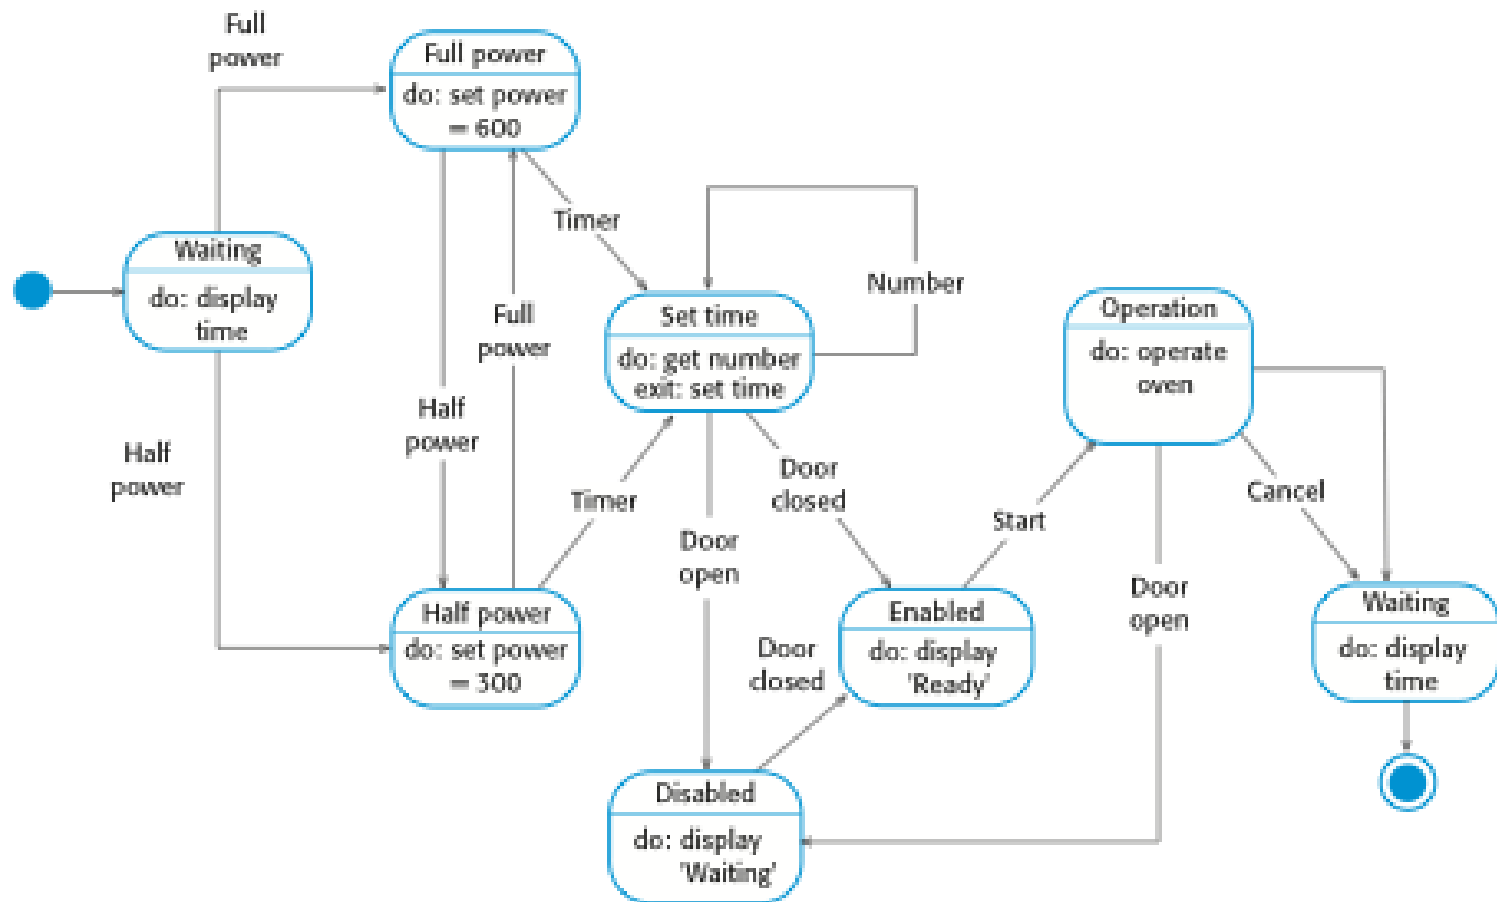 Full
power
Full power
do: set power
= 600
Timer
Waiting
do: display
time
Number
Full
power
Set time
do: get number
exit: set time
Operation
do: operate
oven
Half
power
Half
power
Timer
Door
closed
Cancel
Start
Door
open
Door
open
Half power
do: set power
= 300
Enabled
do: display
'Ready'
Waiting
do: display
time
Door
closed
Disabled
do: display
'Waiting'